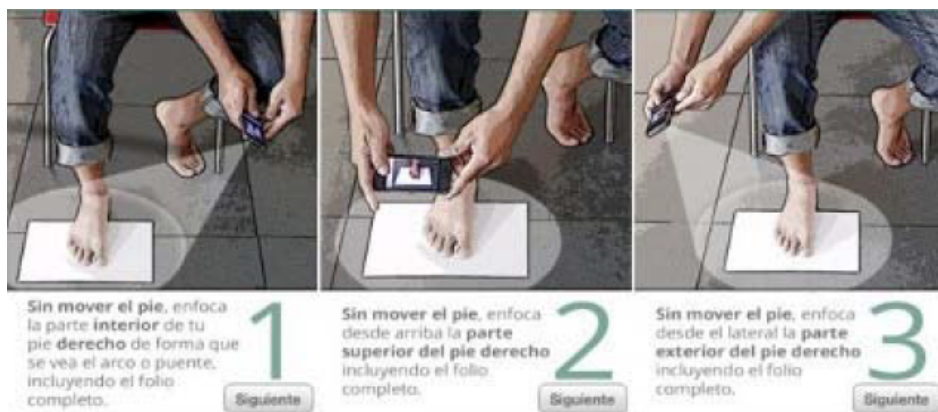 Sin mover el pie, enfoca
la parte interior de tu
pie derecho de forma que
se vea el arco o puente,
incluyendo el folio
completo.
1
Siguiente
Sin mover el pie, enfoca
desde arriba la parte
superior del pie derecho
incluyendo el folio
completo.
2
Siguiente
Sin mover el pie, enfoca
desde el lateral la parte
exterior del pie derecho
incluyendo el folio
completo.
3
Siguiente